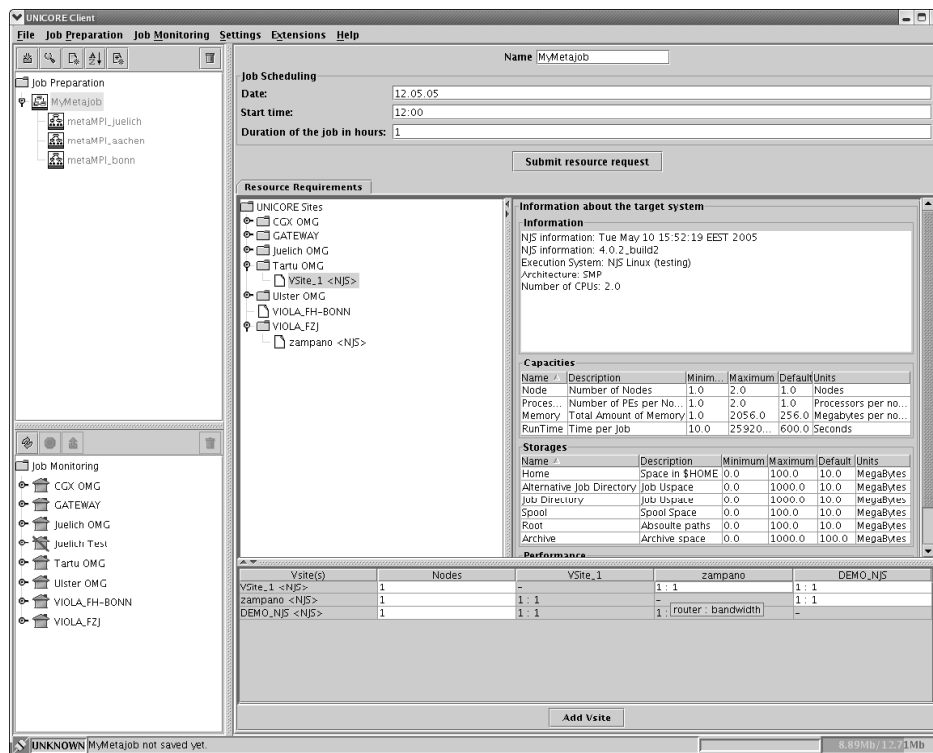 UNICORE Client
File Job Preparation Job Monitoring Settings Extensions Help
Job Preparation
MyMetajob
metaMPI_juelich
metaMPI_aachen
metaMPI_bonn
Name MyMetajob
Job Scheduling
Date: 12.05.05
Start time: 12:00
Duration of the job in hours: 1
Submit resource request
Resource Requirements
UNICORE Sites
CGX OMG
GATEWAY
Juelich OMG
Tartu OMG
VSite_1 <NJS>
Ulster OMG
VIOLA_FH-BONN
VIOLA_FZJ
zampano <NJS>
Information about the target system
Information
NJS information: Tue May 10 15:52:19 EEST 2005
NJS information: 4.0.2_build2
Execution System: NJS Linux (testing)
Architecture: SMP
Number of CPUs: 2.0
Capacities
Name Description Minim... Maximum Default Units
Node Number of Nodes 1.0 2.0 1.0 Nodes
Proces... Number of PEs per No... 1.0 2.0 1.0 Processors per no...
Memory Total Amount of Memory 1.0 2056.0 256.0 Megabytes per no...
RunTime Time per Job 10.0 25920... 600.0 Seconds
Storages
Name Description Minimum Maximum Default Units
Home Space in $HOME 0.0 100.0 10.0 MegaBytes
Alternative Job Directory Job Uspace 0.0 1000.0 10.0 MegaBytes
Job Directory Job Uspace 0.0 1000.0 10.0 MegaBytes
Spool Spool Space 0.0 100.0 10.0 MegaBytes
Root Absoulte paths 0.0 100.0 10.0 MegaBytes
Archive Archive space 0.0 1000.0 100.0 MegaBytes
Performance
Job Monitoring
CGX OMG
GATEWAY
Juelich OMG
Juelich Test
Tartu OMG
Ulster OMG
VIOLA_FH-BONN
VIOLA_FZJ
Vsite(s) Nodes VSite_1 zampano DEMO_NJS
VSite_1 <NJS> 1 - 1 : 1 1 : 1
zampano <NJS> 1 1 : 1 - 1 : 1
DEMO_NJS <NJS> 1 1 : 1 1 : -
router : bandwidth
Add Vsite
UNKNOWN MyMetajob not saved yet.
8.89Mb/12.71Mb